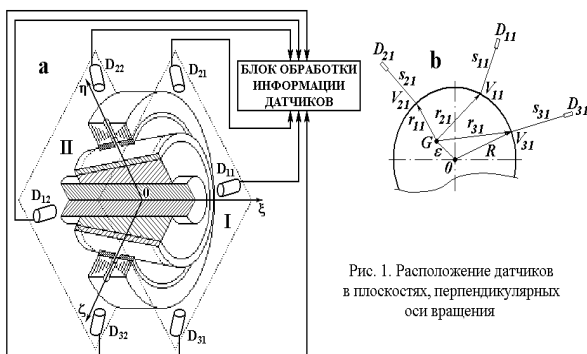 a
D22
D21
БЛОК ОБРАБОТКИ
ИНФОРМАЦИИ
ДАТЧИКОВ
η
II
D11
D12
0
ξ
I
ζ
D32
D31
b
D11
D21
s11
s21
V11
V21
r11
r21
s31
D31
r31
V31
G
ε
R
0
Рис. 1. Расположение датчиков
в плоскостях, перпендикулярных
оси вращения